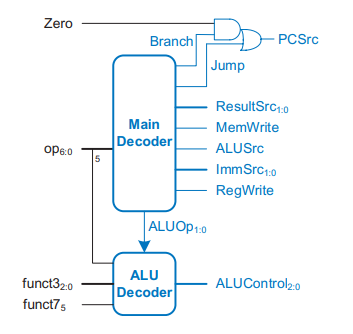 Zero
Branch
PCSrc
Jump
Main
Decoder
ResultSrc1:0
MemWrite
op6:0
5
ALUSrc
ImmSrc1:0
RegWrite
ALUOp1:0
funct32:0
funct75
ALU
Decoder
ALUControl2:0